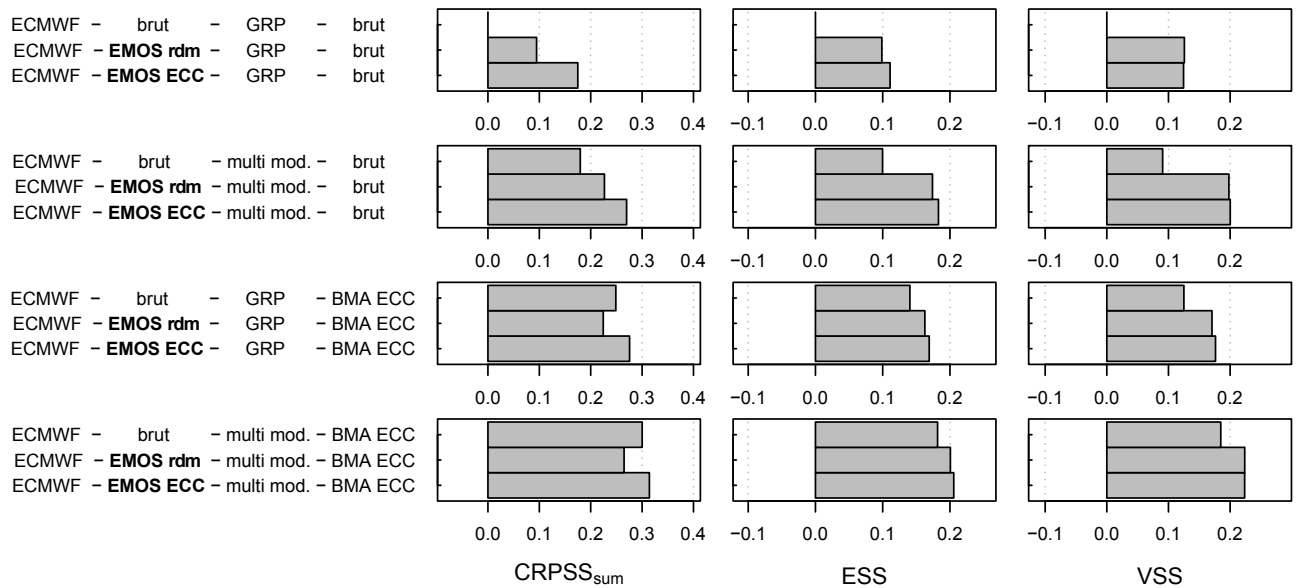 ECMWF – brut – GRP – brut
ECMWF – EMOS rdm – GRP – brut
ECMWF – EMOS ECC – GRP – brut
0.0 0.1 0.2 0.3 0.4
−0.1 0.0 0.1 0.2
−0.1 0.0 0.1 0.2
ECMWF – brut – multi mod. – brut
ECMWF – EMOS rdm – multi mod. – brut
ECMWF – EMOS ECC – multi mod. – brut
0.0 0.1 0.2 0.3 0.4
−0.1 0.0 0.1 0.2
−0.1 0.0 0.1 0.2
ECMWF – brut – GRP – BMA ECC
ECMWF – EMOS rdm – GRP – BMA ECC
ECMWF – EMOS ECC – GRP – BMA ECC
0.0 0.1 0.2 0.3 0.4
−0.1 0.0 0.1 0.2
−0.1 0.0 0.1 0.2
ECMWF – brut – multi mod. – BMA ECC
ECMWF – EMOS rdm – multi mod. – BMA ECC
ECMWF – EMOS ECC – multi mod. – BMA ECC
0.0 0.1 0.2 0.3 0.4
−0.1 0.0 0.1 0.2
−0.1 0.0 0.1 0.2
CRPSSsum
ESS
VSS